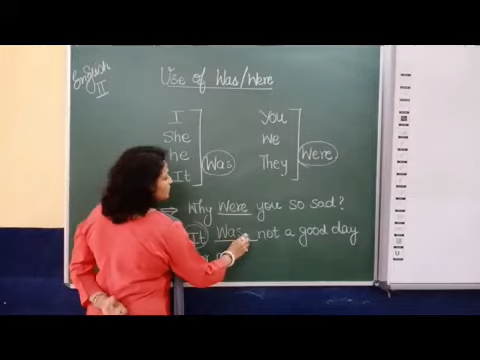 English
II
Use of Was/Were
I
She
he
It
Was
You
We
They
Were
Why Were you so sad?
It Was not a good day